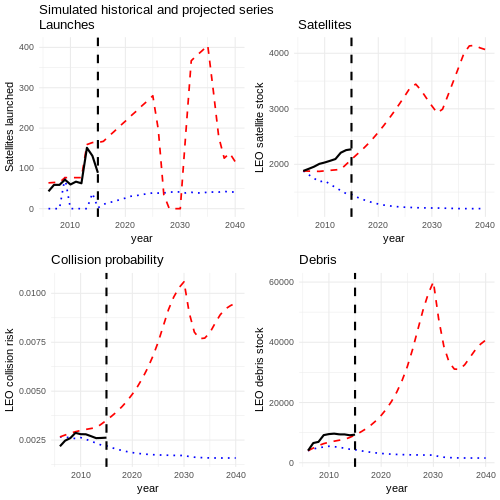 Simulated historical and projected series
Launches
Satellites
400
300
200
100
0
Satellites launched
2010
2020
2030
2040
year
4000
3000
2000
LEO satellite stock
2010
2020
2030
2040
year
Collision probability
Debris
0.0100
0.0075
0.0050
0.0025
LEO collision risk
2010
2020
2030
2040
year
60000
40000
20000
0
LEO debris stock
2010
2020
2030
2040
year